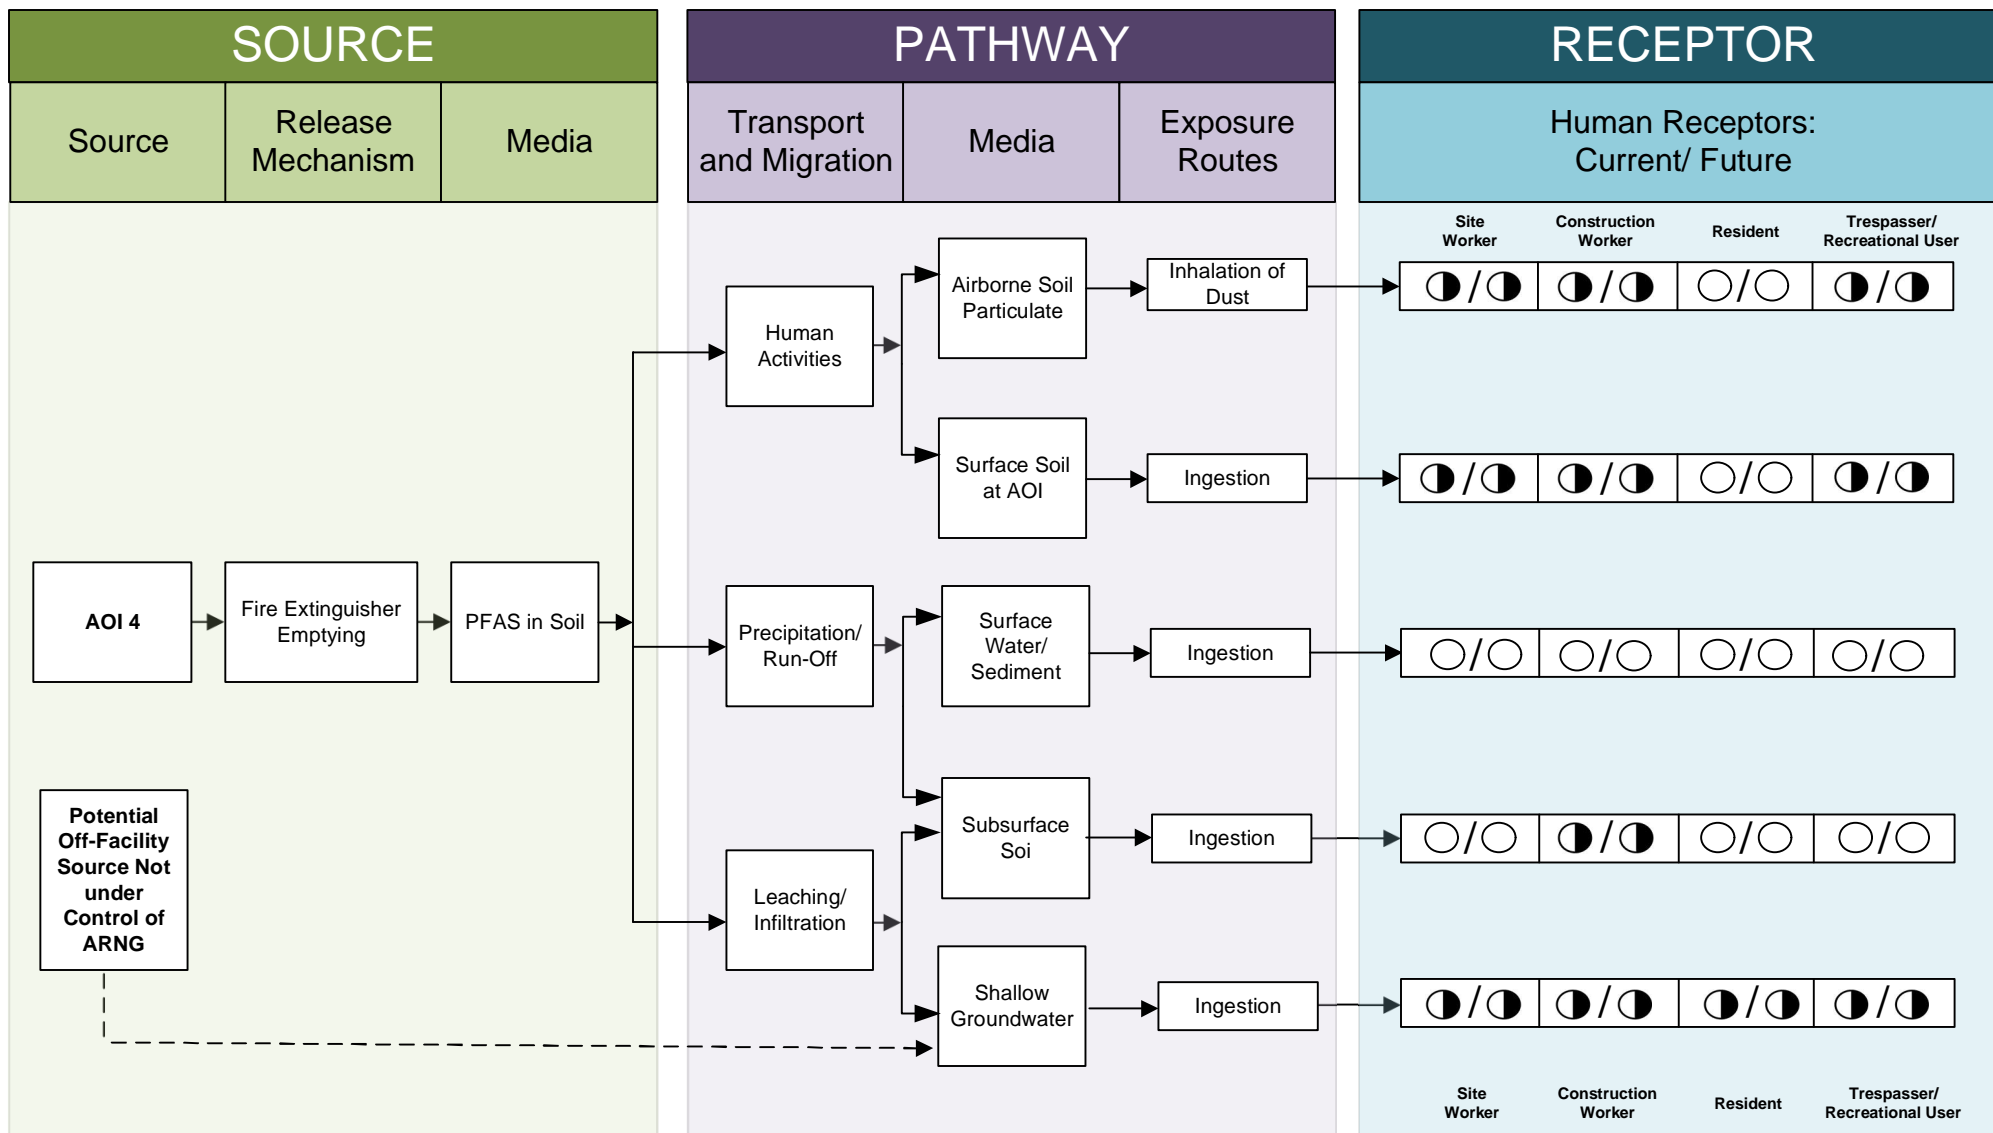 SOURCE
PATHWAY
RECEPTOR
Source
Release
Mechanism
Media
Transport
and Migration
Media
Exposure
Routes
Human Receptors:
Current/ Future
Site
Worker
Construction
Worker
Resident
Trespasser/
Recreational User
Human
Activities
Airborne Soil
Particulate
Inhalation of
Dust
/ / / /
Surface Soil
at AOI
Ingestion
/ / / /
AOI 4
Fire Extinguisher
Emptying
PFAS in Soil
Precipitation/
Run-Off
Surface
Water/
Sediment
Ingestion
/ / / /
Potential
Off-Facility
Source Not
under
Control of
ARNG
Leaching/
Infiltration
Subsurface
Soi
Ingestion
/ / / /
Shallow
Groundwater
Ingestion
/ / / /
Site
Worker
Construction
Worker
Resident
Trespasser/
Recreational User